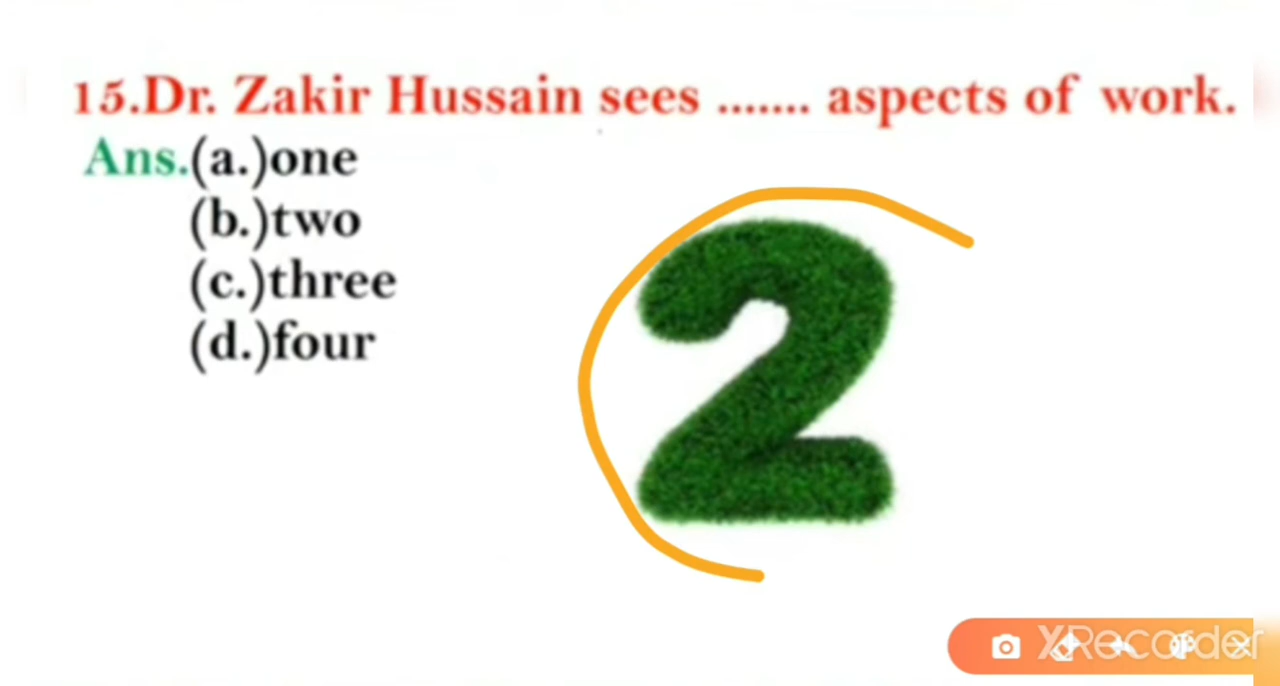 15.Dr. Zakir Hussain sees ....... aspects of work.
Ans.(a.)one
(b.)two
(c.)three
(d.)four
2
XRecorder